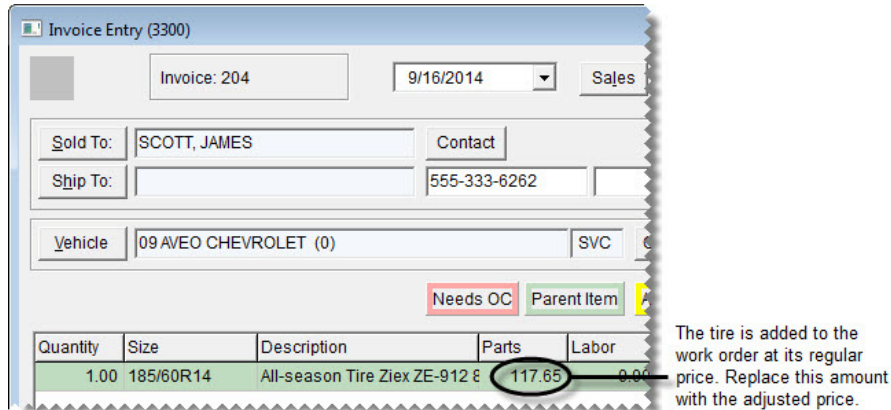 Invoice Entry (3300)
Invoice: 204 9/16/2014 Sales
Sold To: SCOTT, JAMES Contact
Ship To: 555-333-6262
Vehicle 09 AVEO CHEVROLET (0) SVC
Needs OC Parent Item
Quantity Size Description Parts Labor
1.00 185/60R14 All-season Tire Ziex ZE-912 8 117.65 0.00
The tire is added to the
work order at its regular
price. Replace this amount
with the adjusted price.